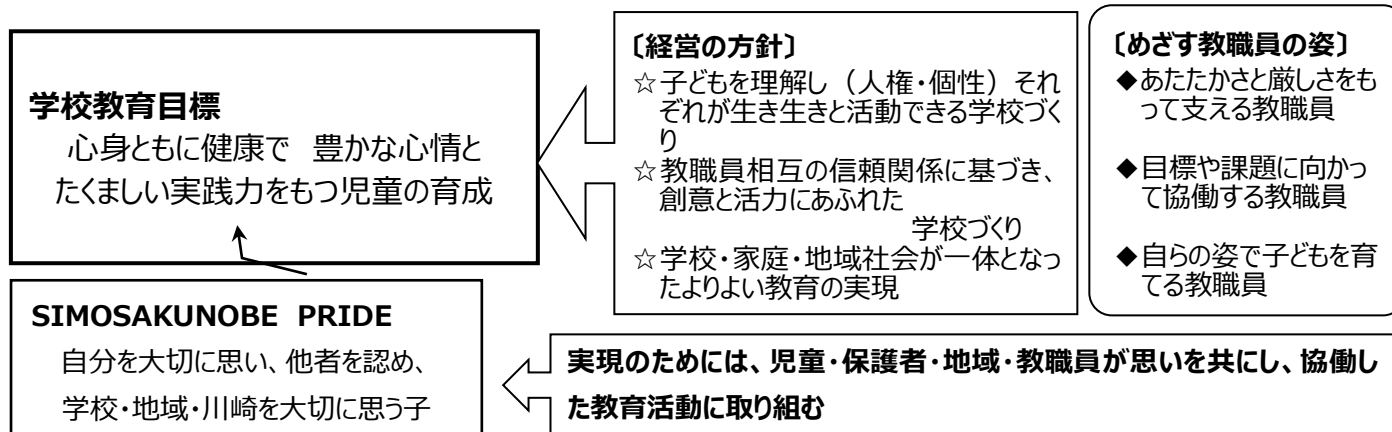 学校教育目標
心身ともに健康で 豊かな心情と
たくましい実践力をもつ児童の育成
〔経営の方針〕
☆子どもを理解し（人権・個性）それ
ぞれが生き生きと活動できる学校づく
り
☆教職員相互の信頼関係に基づき、
創意と活力にあふれた
学校づくり
☆学校・家庭・地域社会が一体となっ
たよりよい教育の実現
〔めざす教職員の姿〕
◆あたたかさと厳しさをも
って支える教職員
◆目標や課題に向かっ
て協働する教職員
◆自らの姿で子どもを育
てる教職員
SIMOSAKUNOBE PRIDE
自分を大切に思い、他者を認め、
学校・地域・川崎を大切に思う子
実現のためには、児童・保護者・地域・教職員が思いを共にし、協働し
た教育活動に取り組む